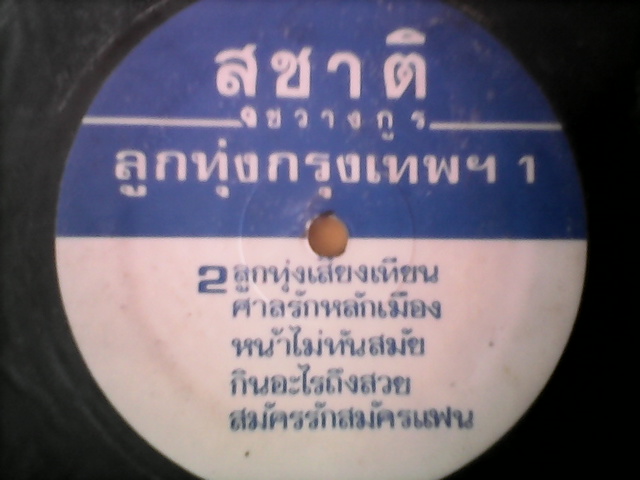 สุชาติ
ชวางกูร
ลูกทุ่งกรุงเทพฯ 1
2 ลูกทุ่งเสียงเทียน
ศาลรักหลักเมือง
หน้าไม่ทันสมัย
กินอะไรถึงสวย
สมัครรักสมัครแฟน